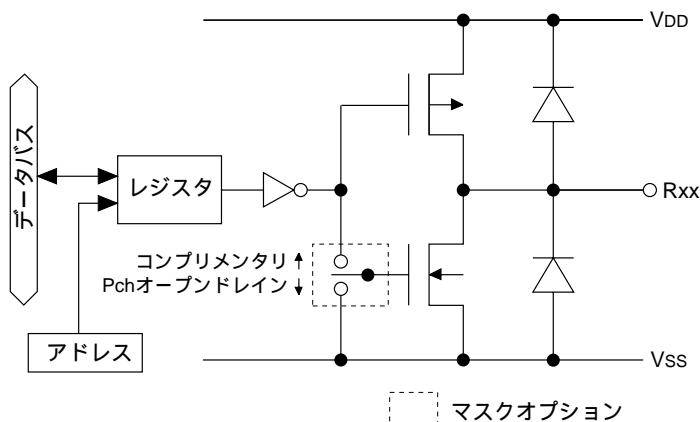 VDD
データバス
レジスタ
Rxx
コンプリメンタリ
Pchオープンドレイン
アドレス
VSS
マスクオプション